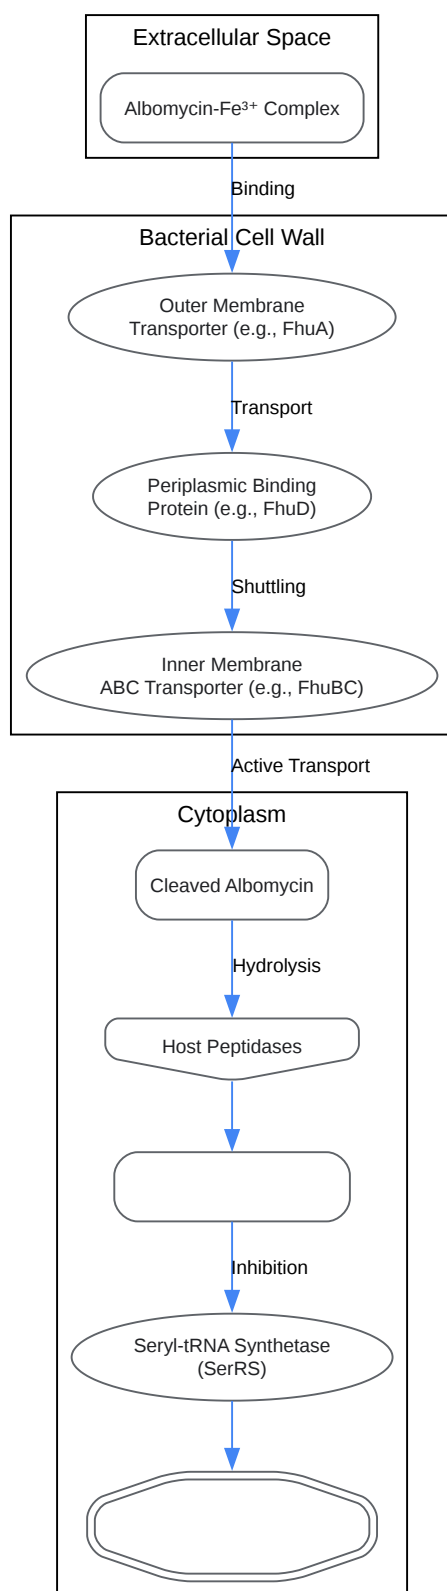 Extracellular Space
Albomycin-Fe³⁺ Complex
Binding
Bacterial Cell Wall
Outer Membrane
Transporter (e.g., FhuA)
Transport
Periplasmic Binding
Protein (e.g., FhuD)
Shuttling
Inner Membrane
ABC Transporter (e.g., FhuBC)
Active Transport
Cytoplasm
Cleaved Albomycin
Hydrolysis
Host Peptidases
Inhibition
Seryl-tRNA Synthetase
(SerRS)